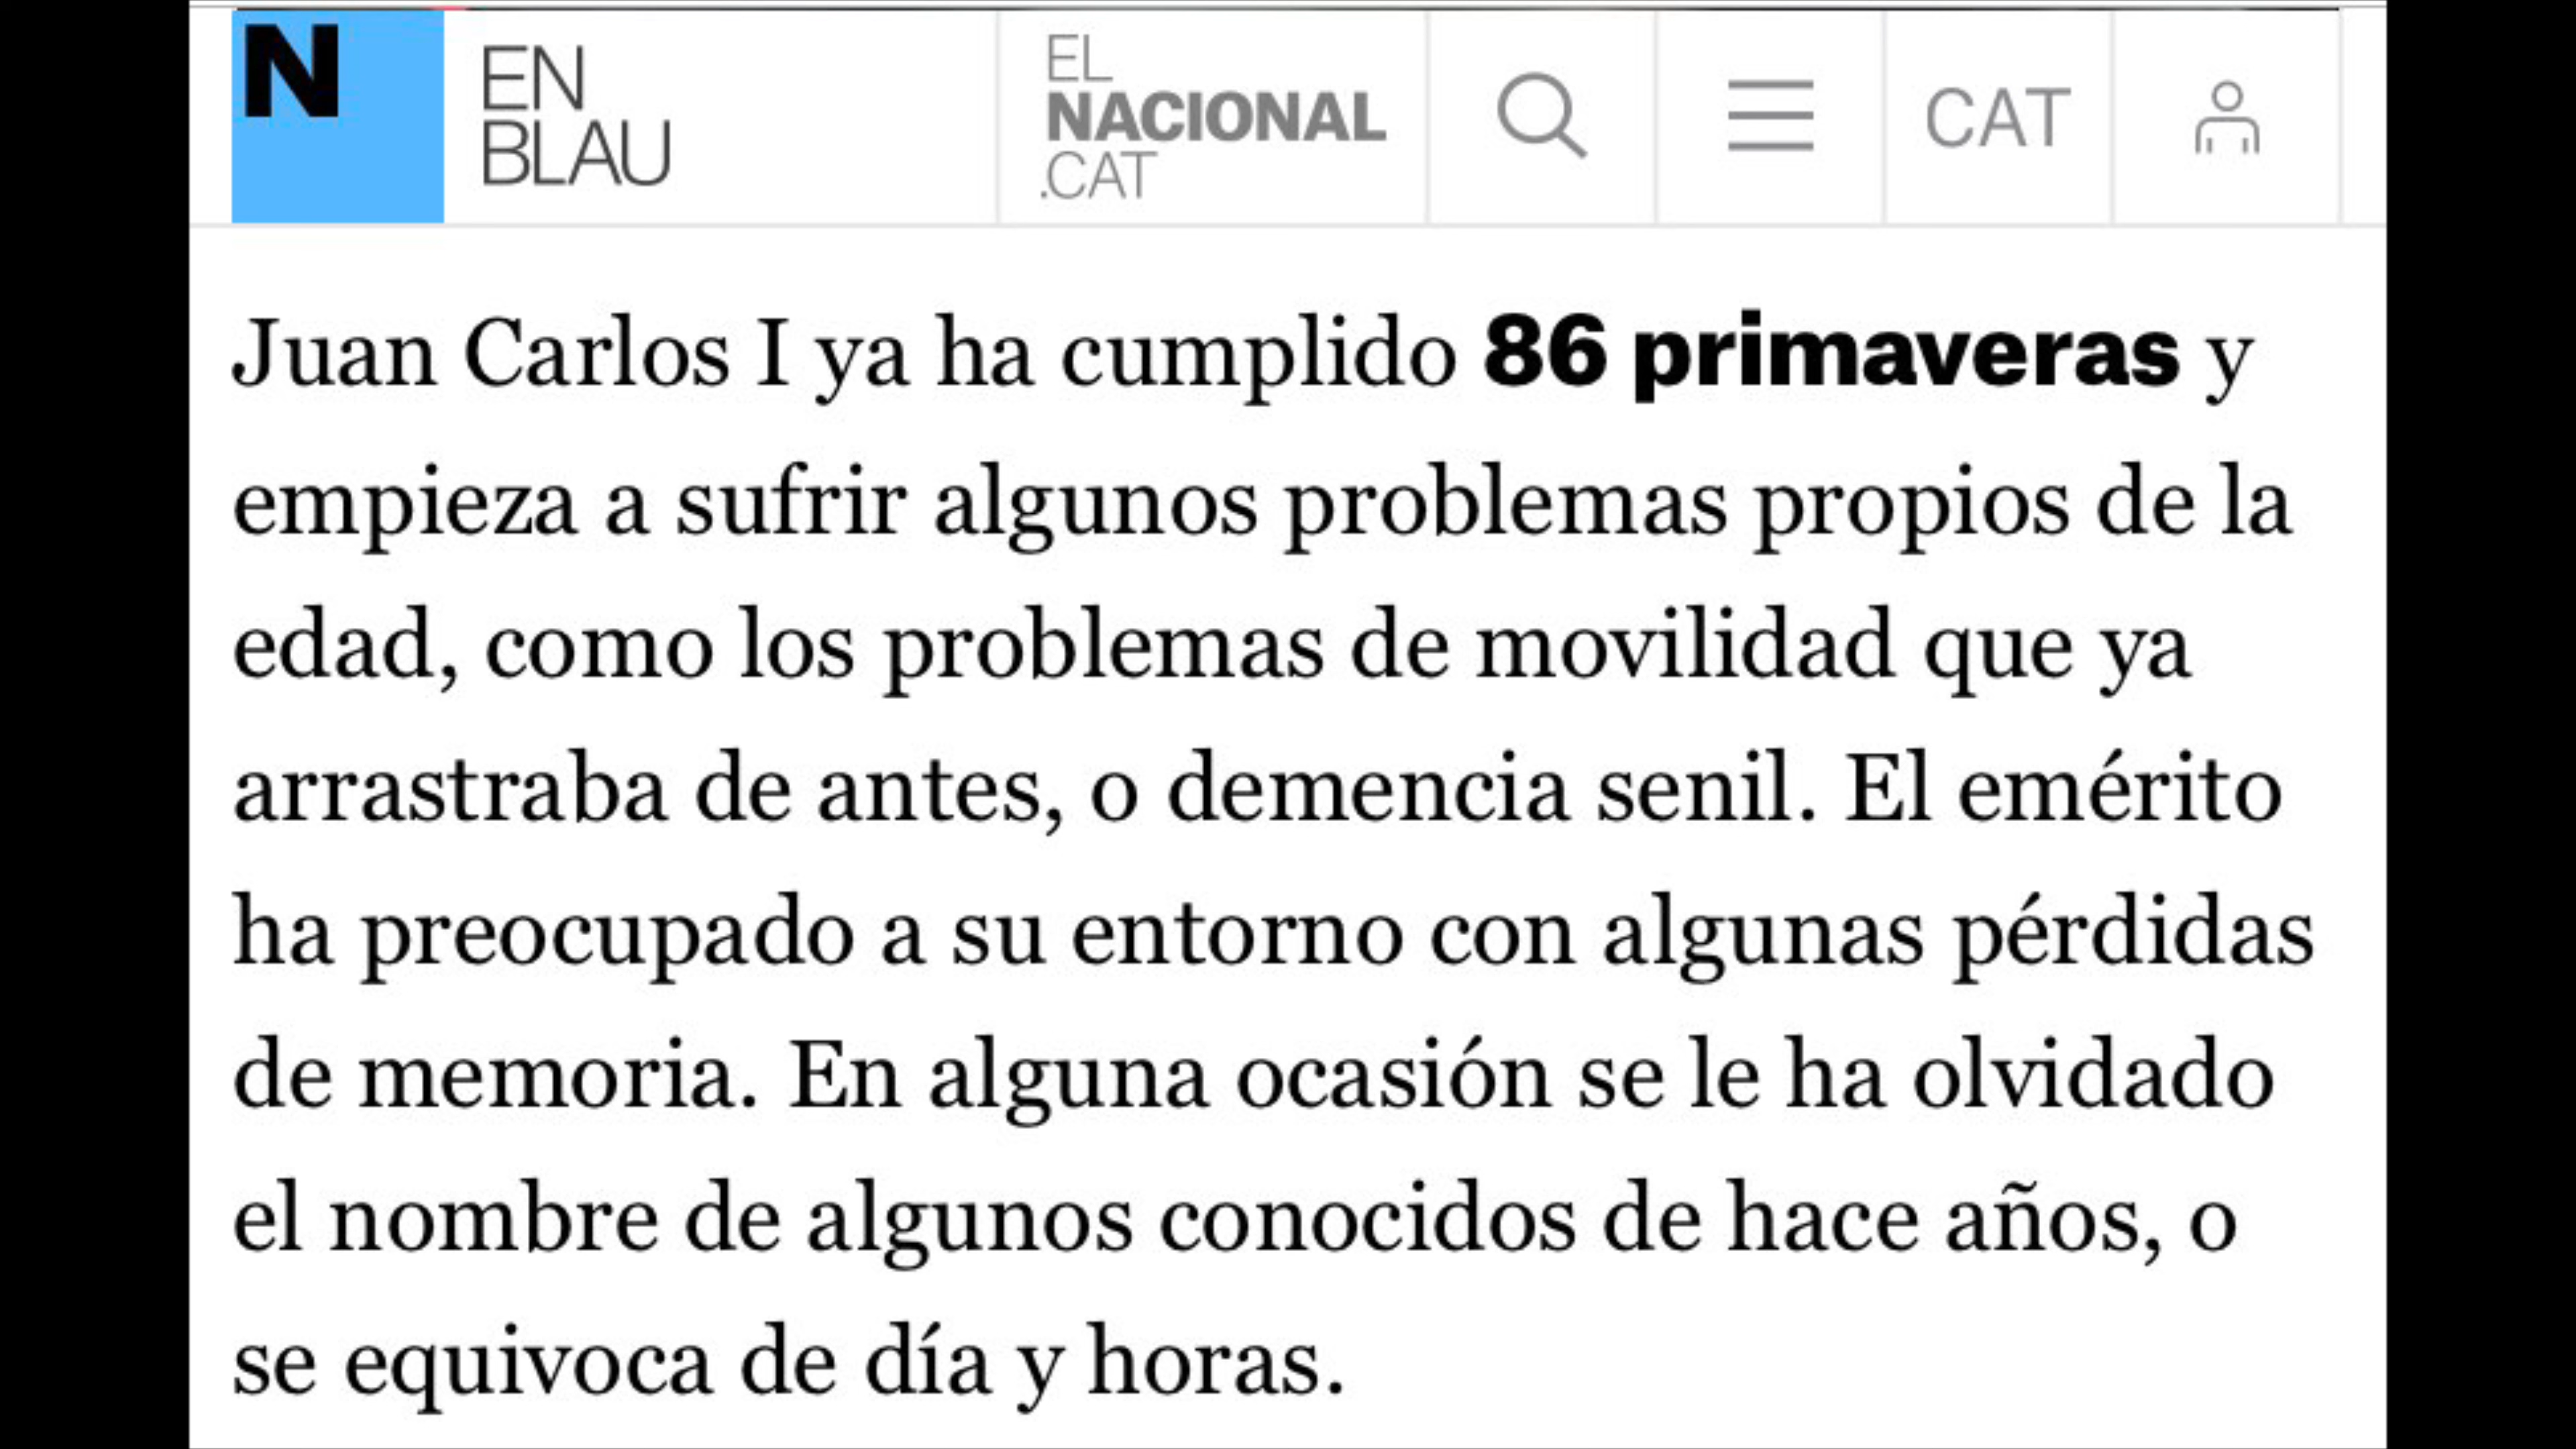 N
EN
BLAU
EL
NACIONAL
.CAT
CAT
Juan Carlos I ya ha cumplido 86 primaveras y
empieza a sufrir algunos problemas propios de la
edad, como los problemas de movilidad que ya
arrastraba de antes, o demencia senil. El emérito
ha preocupado a su entorno con algunas pérdidas
de memoria. En alguna ocasión se le ha olvidado
el nombre de algunos conocidos de hace años, o
se equivoca de día y horas.